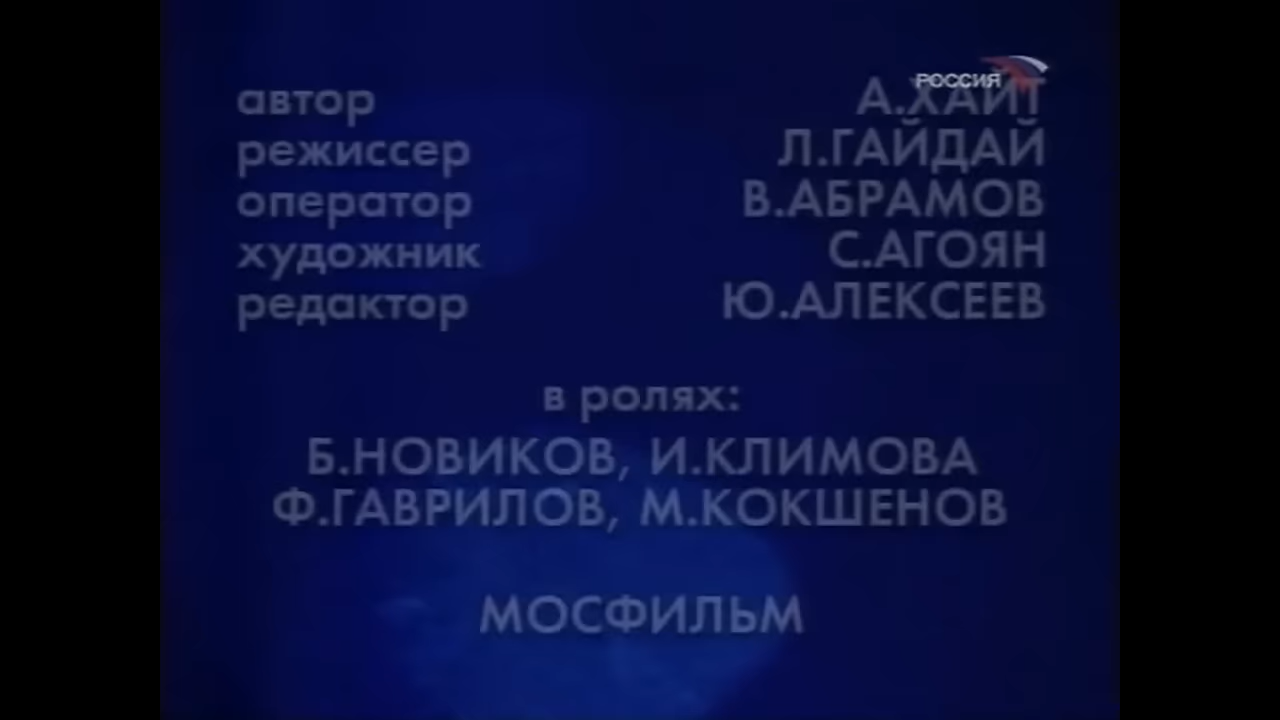 РОССИЯ
автор А.ХАЙТ
режиссер Л.ГАЙДАЙ
оператор В.АБРАМОВ
художник С.АГОЯН
редактор Ю.АЛЕКСЕЕВ
в ролях:
Б.НОВИКОВ, И.КЛИМОВА
Ф.ГАВРИЛОВ, М.КОКШЕНОВ
МОСФИЛЬМ